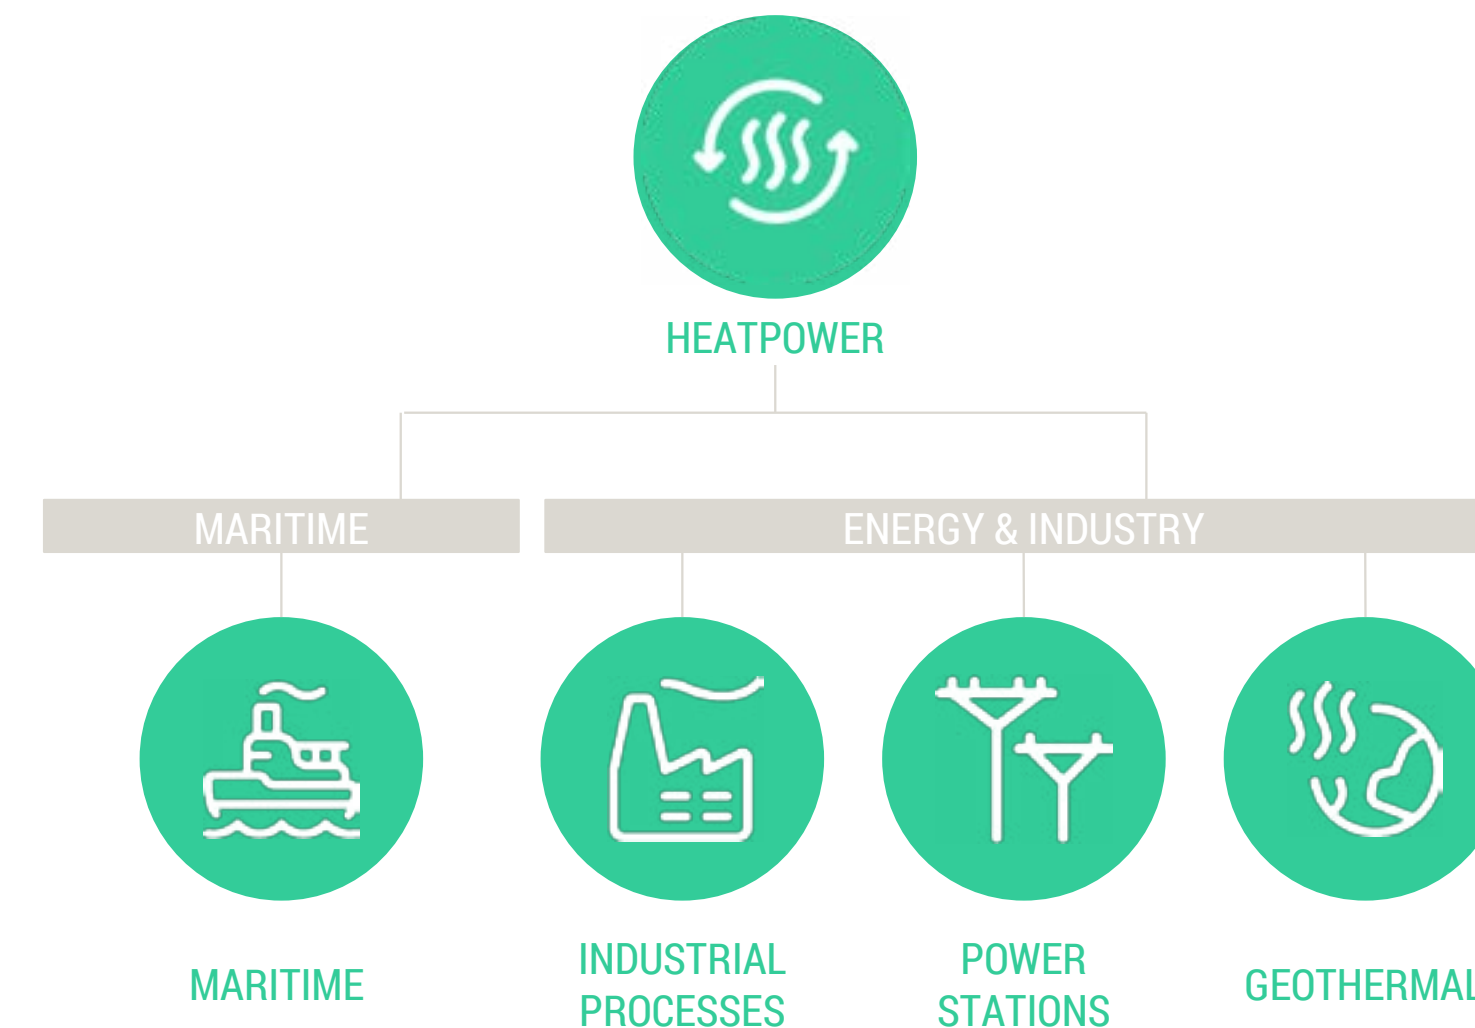 HEATPOWER
MARITIME
ENERGY & INDUSTRY
MARITIME
INDUSTRIAL
PROCESSES
POWER
STATIONS
GEOTHERMAL